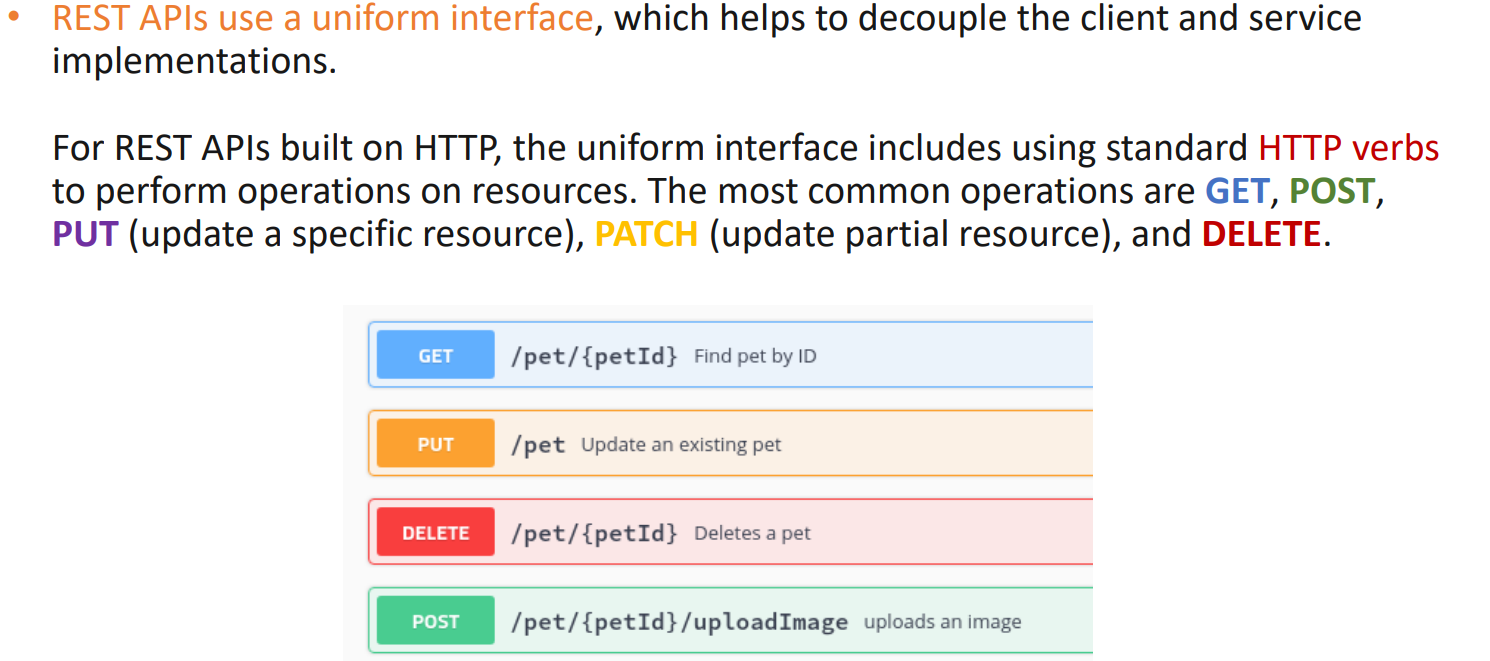 • REST APIs use a uniform interface, which helps to decouple the client and service
implementations.
For REST APIs built on HTTP, the uniform interface includes using standard HTTP verbs
to perform operations on resources. The most common operations are GET, POST,
PUT (update a specific resource), PATCH (update partial resource), and DELETE.
GET /pet/{petId} Find pet by ID
PUT /pet Update an existing pet
DELETE /pet/{petId} Deletes a pet
POST /pet/{petId}/uploadImage uploads an image